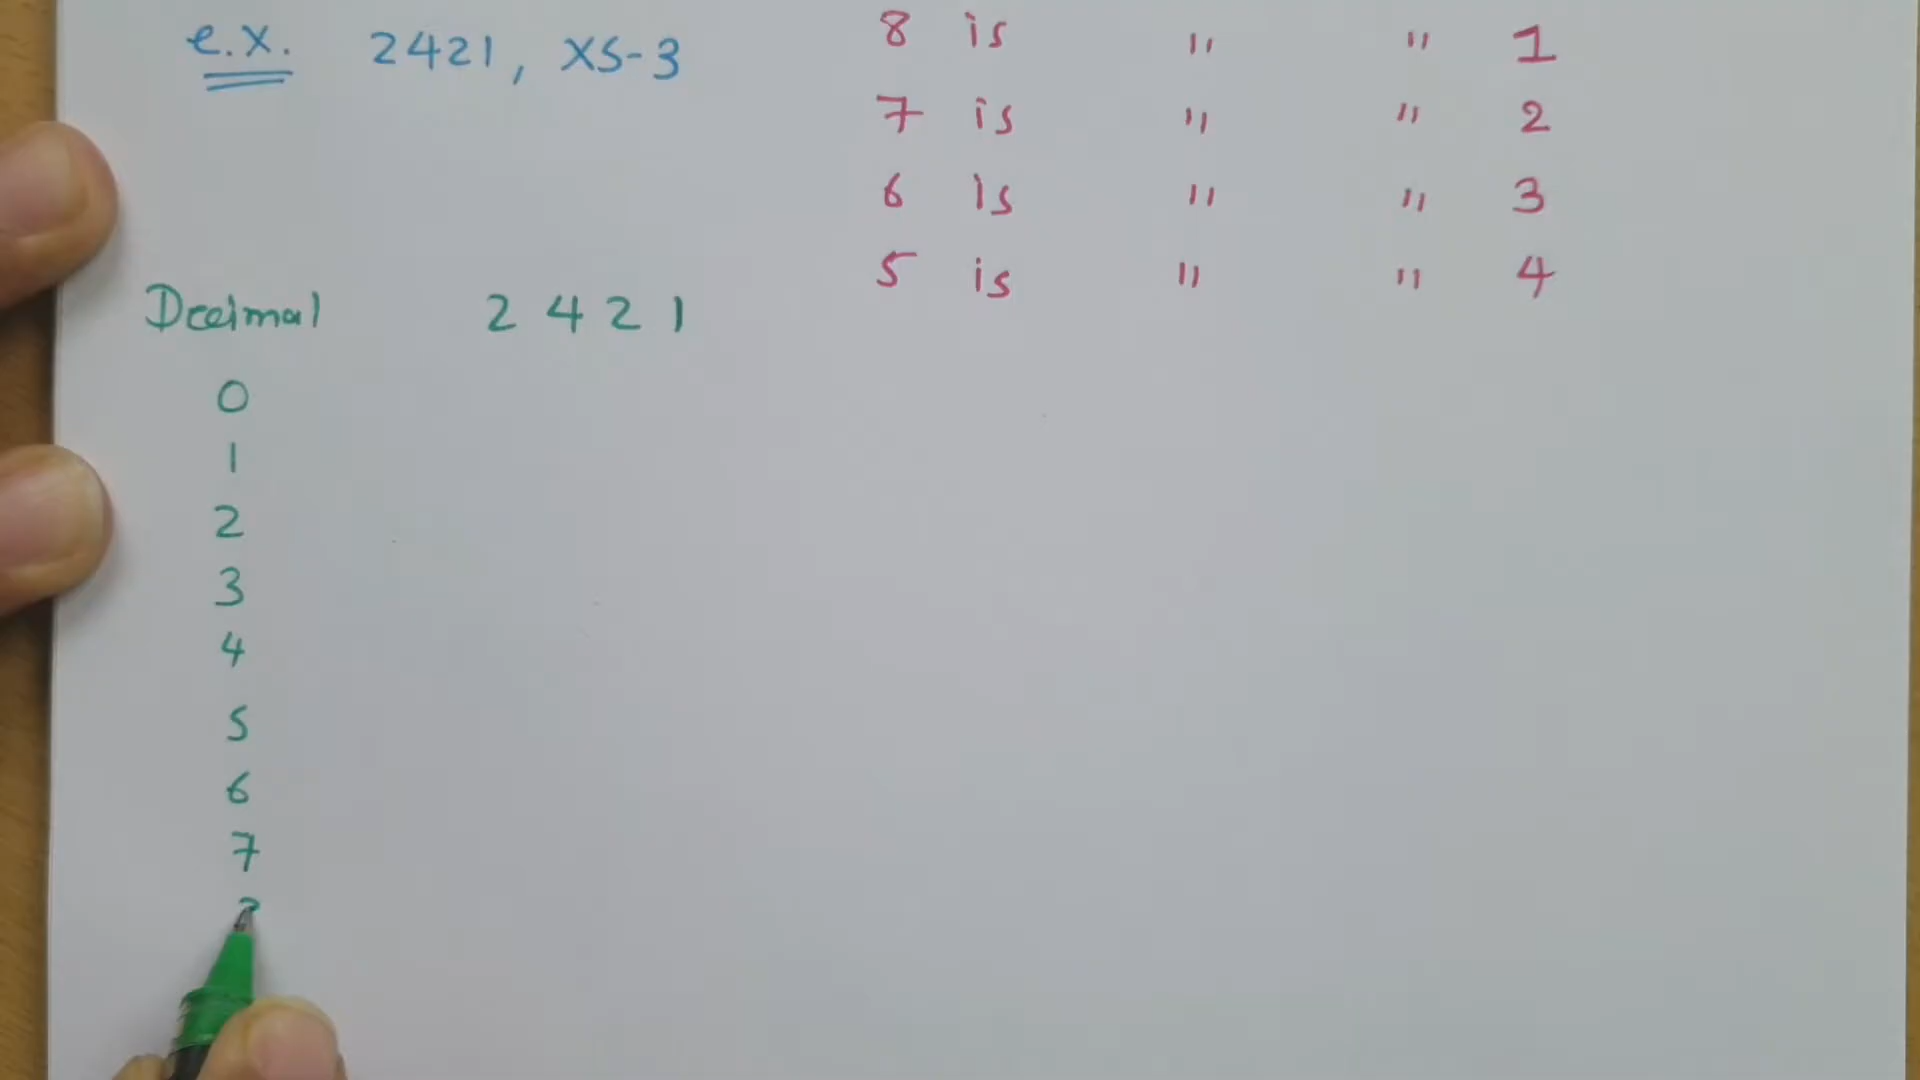 e.x. 2421, XS-3
8 is " " 1
7 is " " 2
6 is " " 3
5 is " " 4
Decimal 2 4 2 1
0
1
2
3
4
5
6
7